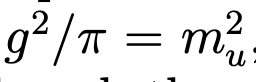 g²/π = m_u²,